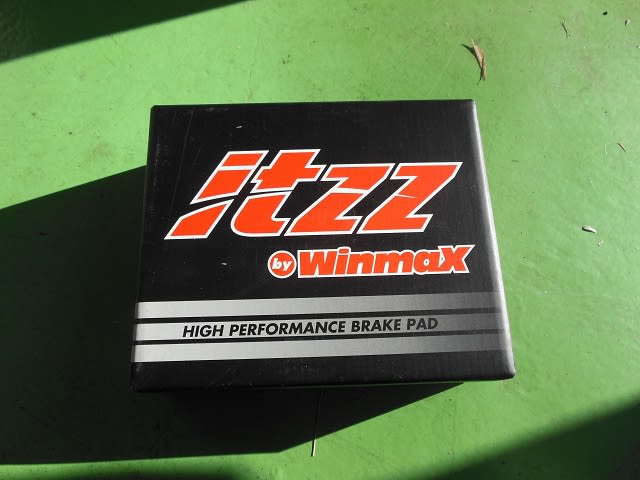 itzz
by Winmax
HIGH PERFORMANCE BRAKE PAD